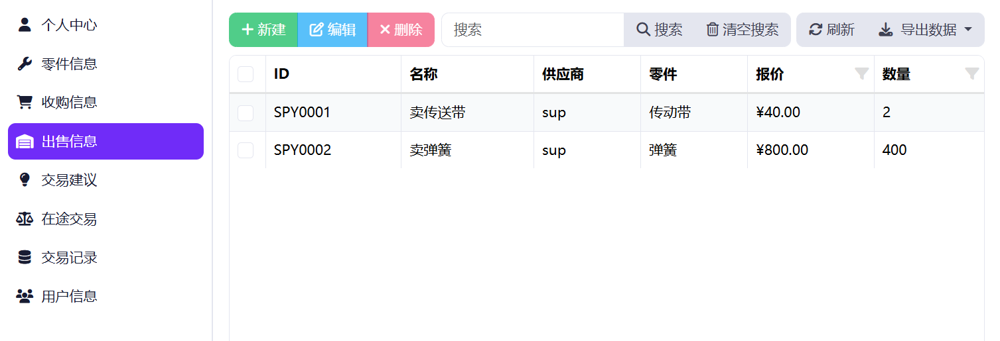 个人中心
零件信息
收购信息
出售信息
交易建议
在途交易
交易记录
用户信息
新建 编辑 删除 搜索 搜索 清空搜索 刷新 导出数据
ID 名称 供应商 零件 报价 数量
SPY0001 卖传送带 sup 传动带 ¥40.00 2
SPY0002 卖弹簧 sup 弹簧 ¥800.00 400